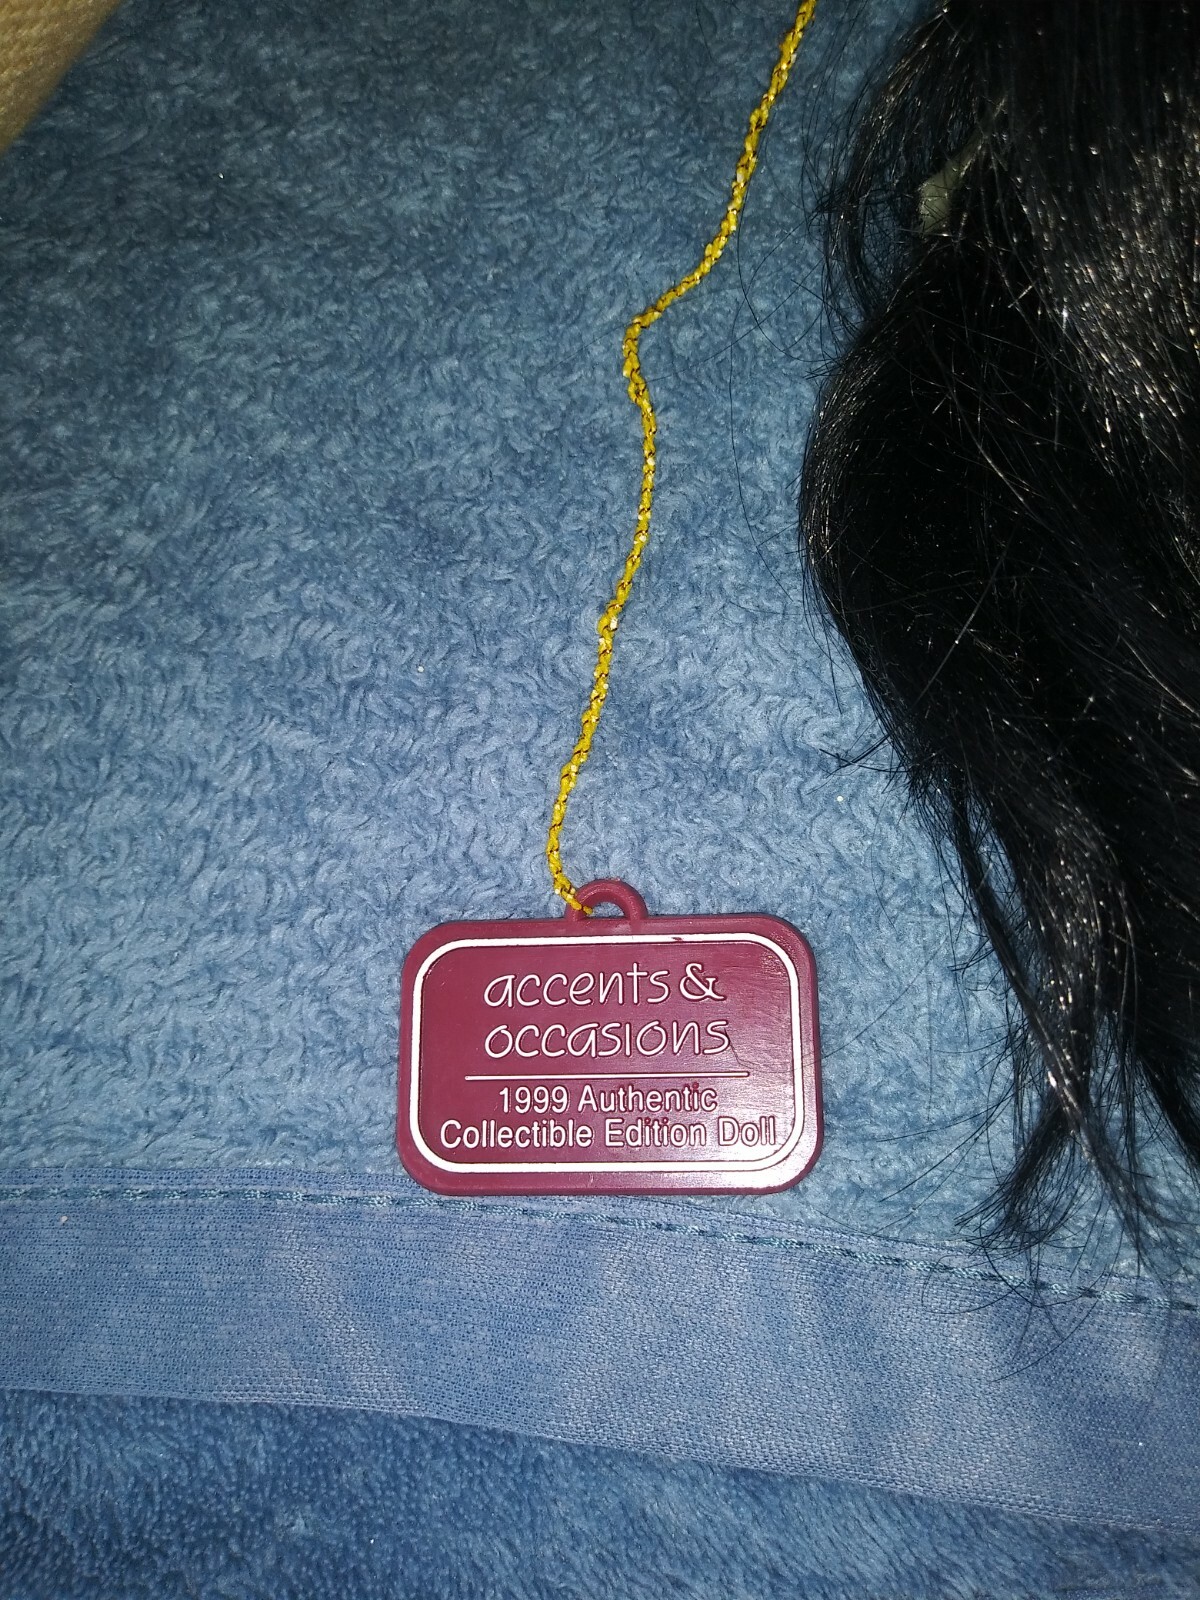 accents &
occasions
1999 Authentic
Collectible Edition Doll